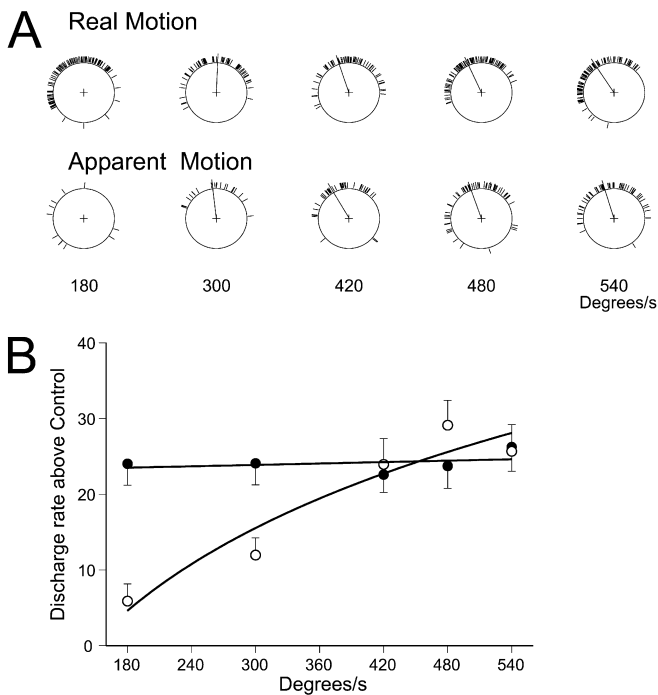 A
Real Motion
Apparent Motion
180 300 420 480 540
Degrees/s
B
Discharge rate above Control
40
30
20
10
0
180 240 300 360 420 480 540
Degrees/s